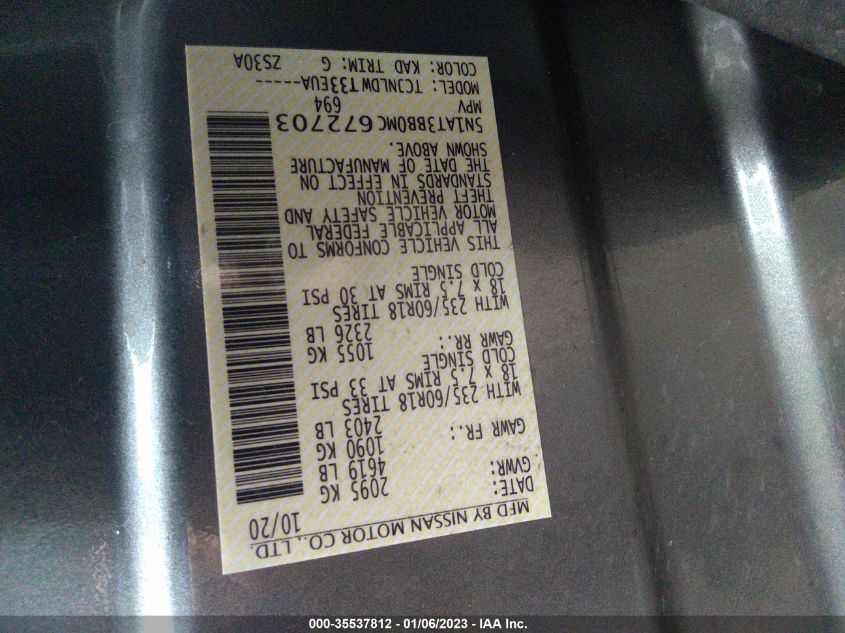 MFD BY NISSAN MOTOR CO., LTD.
DATE: 10/20
GVWR: 2095 KG
4619 LB
GAWR FR.: 1090 KG
2403 LB
WITH 235/60R18 TIRES
18 x 7.5 RIMS AT 33 PSI
COLD SINGLE
GAWR RR.: 1055 KG
2326 LB
WITH 235/60R18 TIRES
18 x 7.5 RIMS AT 30 PSI
COLD SINGLE
THIS VEHICLE CONFORMS TO
ALL APPLICABLE FEDERAL
MOTOR VEHICLE SAFETY AND
THEFT PREVENTION
STANDARDS IN EFFECT ON
THE DATE OF MANUFACTURE
SHOWN ABOVE.
5N1AT3BB0MC672703
MPV 694
MODEL: TCJNLDWT33EUA-----
COLOR: KAD TRIM: G ZS30A
000-35537812 - 01/06/2023 - IAA Inc.